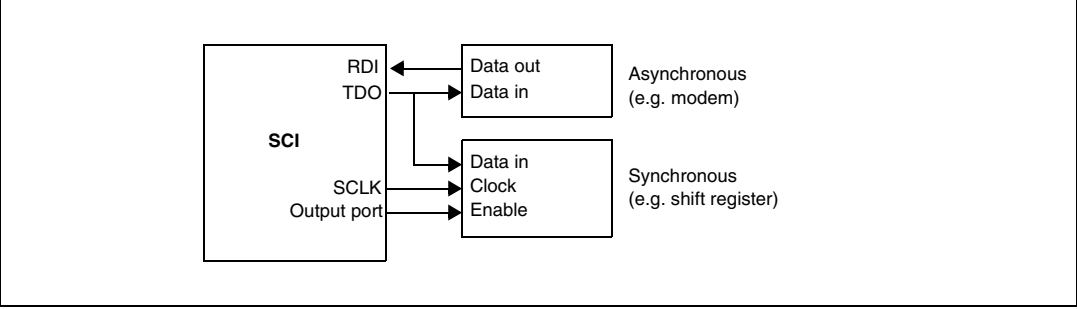 RDI
TDO
SCI
SCLK
Output port
Data out
Data in
Asynchronous
(e.g. modem)
Data in
Clock
Enable
Synchronous
(e.g. shift register)